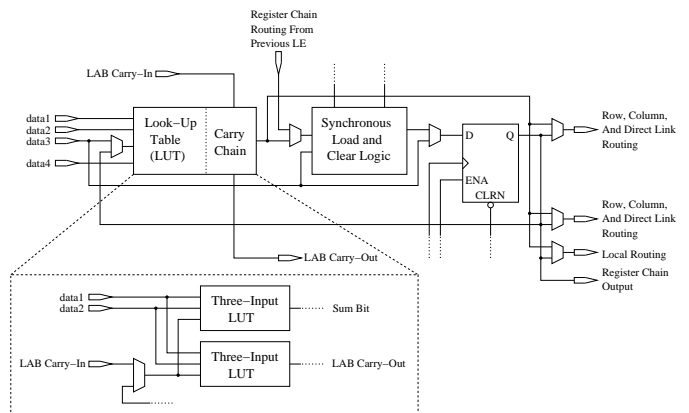 Register Chain
Routing From
Previous LE
LAB Carry−In
data1
data2
data3
data4
Look−Up
Table
(LUT)
Carry
Chain
Synchronous
Load and
Clear Logic
D
Q
ENA
CLRN
Row, Column,
And Direct Link
Routing
Row, Column,
And Direct Link
Routing
Local Routing
Register Chain
Output
LAB Carry−Out
data1
data2
Three−Input
LUT
Sum Bit
LAB Carry−In
Three−Input
LUT
LAB Carry−Out